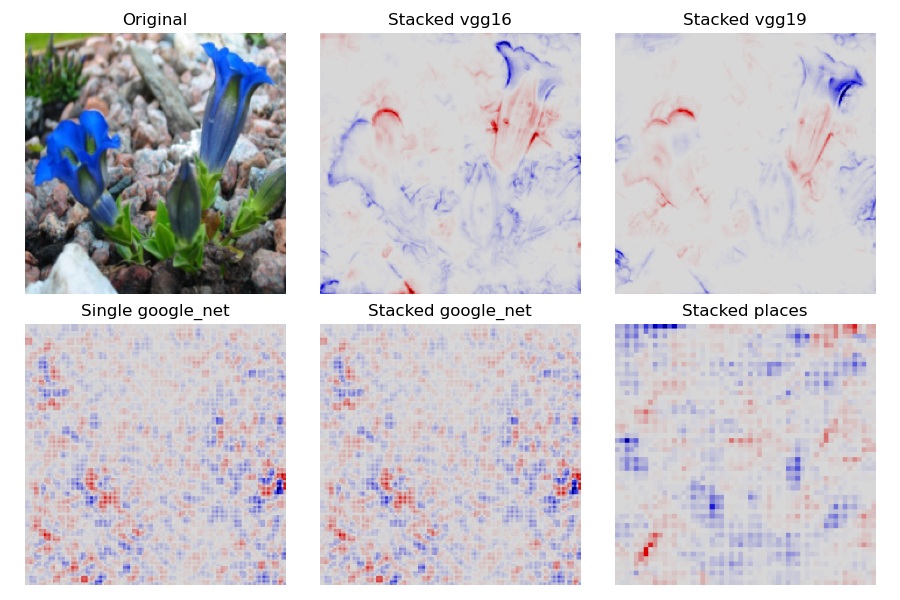 Original
Stacked vgg16
Stacked vgg19
Single google_net
Stacked google_net
Stacked places